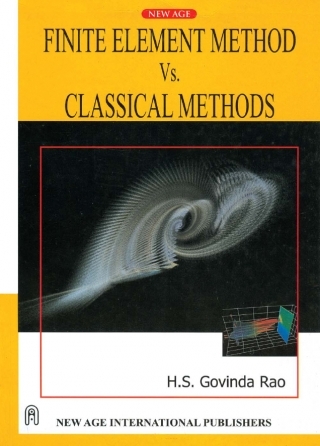 NEW AGE
FINITE ELEMENT METHOD
Vs.
CLASSICAL METHODS
H.S. Govinda Rao
NEW AGE INTERNATIONAL PUBLISHERS